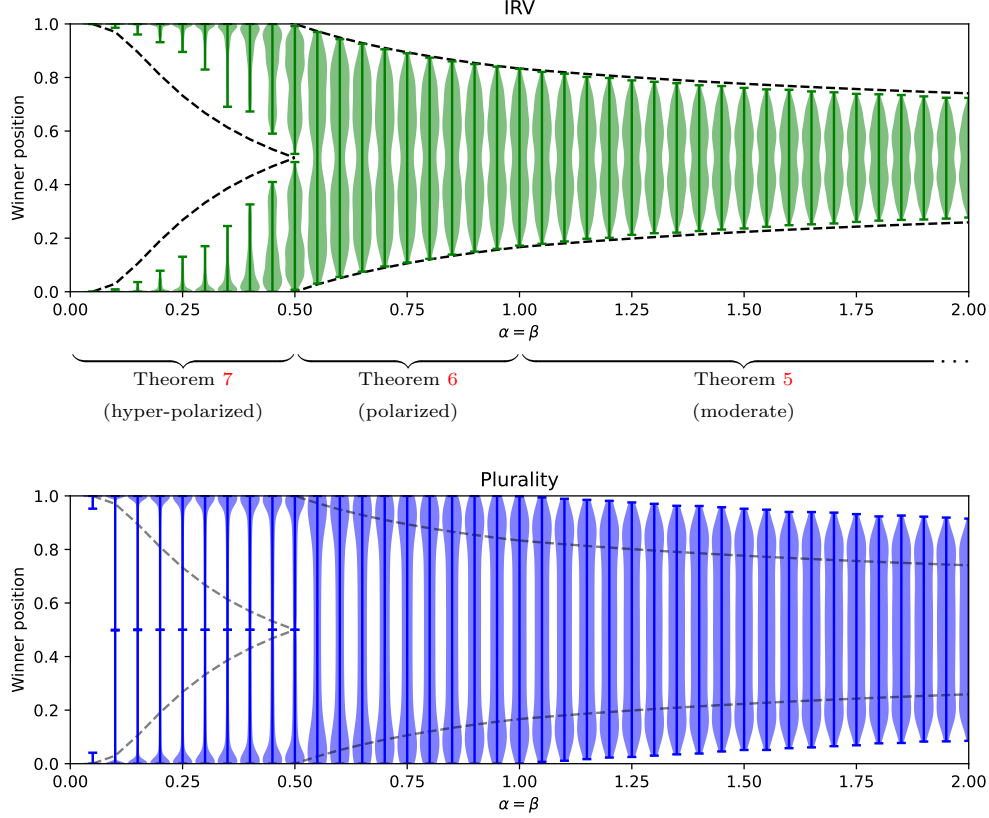 IRV
1.0
0.8
0.6
0.4
0.2
0.0
Winner position
0.00 0.25 0.50 0.75 1.00 1.25 1.50 1.75 2.00
α = β
Theorem 7 Theorem 6 Theorem 5
(hyper-polarized) (polarized) (moderate)
Plurality
1.0
0.8
0.6
0.4
0.2
0.0
Winner position
0.00 0.25 0.50 0.75 1.00 1.25 1.50 1.75 2.00
α = β